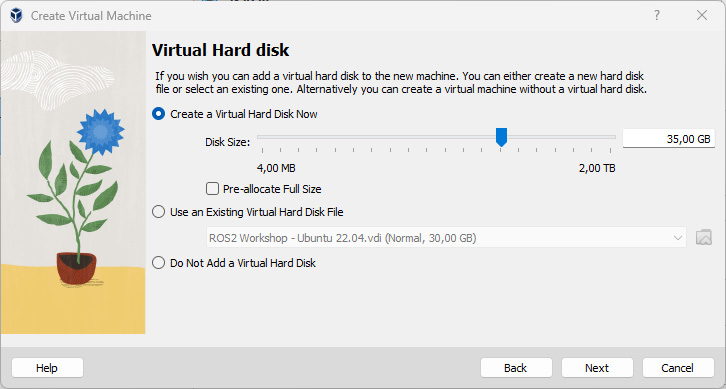 Create Virtual Machine
Virtual Hard disk
If you wish you can add a virtual hard disk to the new machine. You can either create a new hard disk
file or select an existing one. Alternatively you can create a virtual machine without a virtual hard disk.
Create a Virtual Hard Disk Now
Disk Size:
35,00 GB
4,00 MB
2,00 TB
Pre-allocate Full Size
Use an Existing Virtual Hard Disk File
ROS2 Workshop - Ubuntu 22.04.vdi (Normal, 30,00 GB)
Do Not Add a Virtual Hard Disk
Help
Back
Next
Cancel